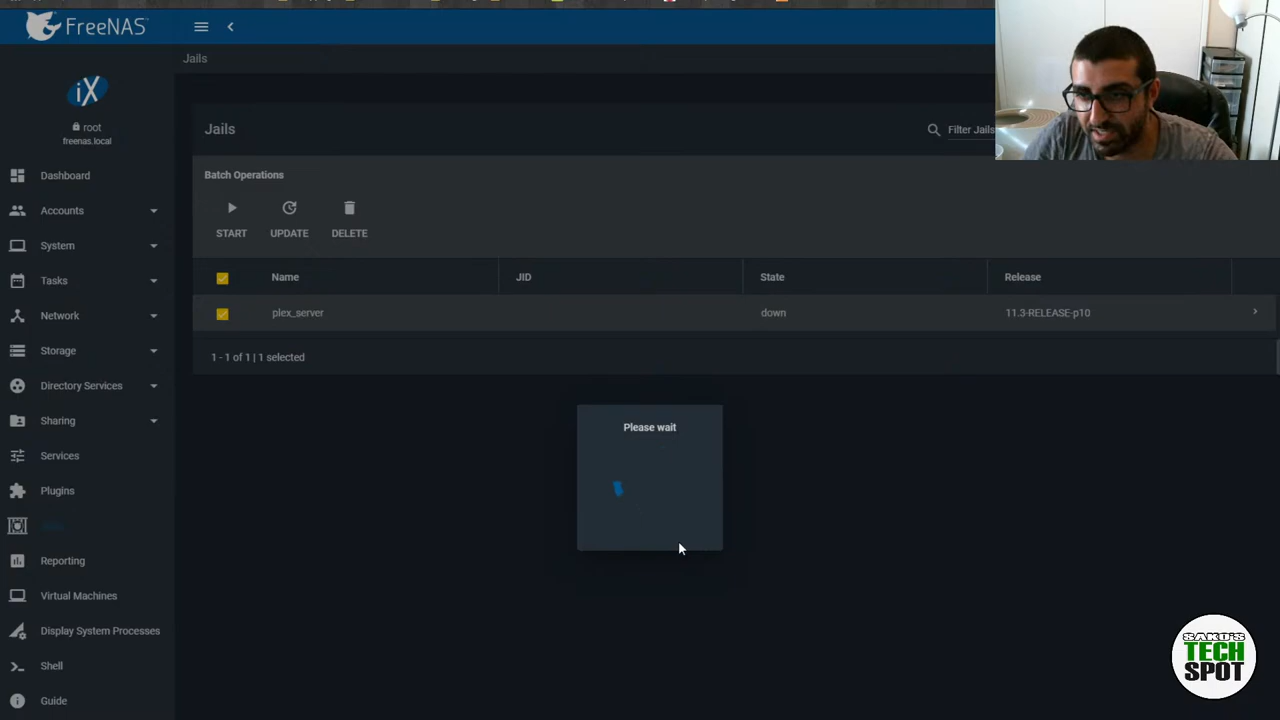 FreeNAS
Jails
iX
root
freenas.local
Jails
Filter Jails
Batch Operations
START
UPDATE
DELETE
Name
JID
State
Release
plex_server
down
11.3-RELEASE-p10
1 - 1 of 1 | 1 selected
Please wait
Dashboard
Accounts
System
Tasks
Network
Storage
Directory Services
Sharing
Services
Plugins
Reporting
Virtual Machines
Display System Processes
Shell
Guide
SAKO'S
TECH
SPOT